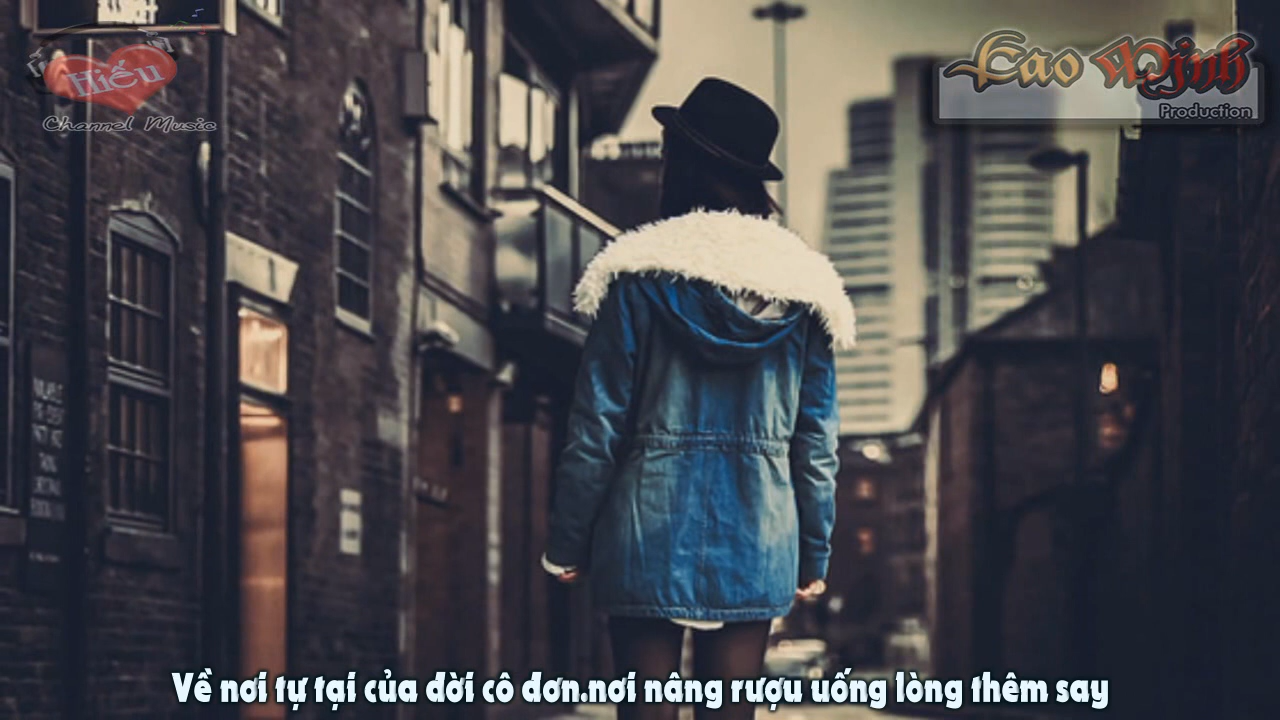 Hiếu
Channel Music
Cao Minh
Production
Về nơi tự tại của đời cô đơn.nơi nâng rượu uống lòng thêm say